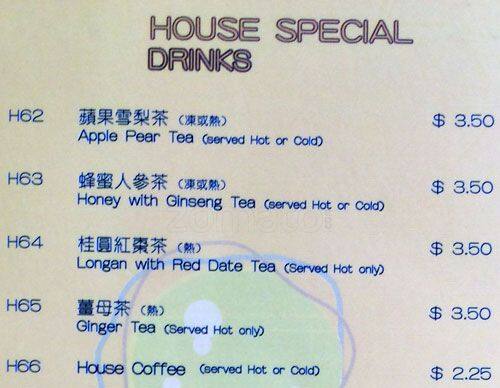 HOUSE SPECIAL
DRINKS
H62 蘋果雪梨茶 (凍或熱) $ 3.50
Apple Pear Tea (served Hot or Cold)
H63 蜂蜜人參茶 (凍或熱) $ 3.50
Honey with Ginseng Tea (served Hot or Cold)
H64 桂圓紅棗茶 (熱) $ 3.50
Longan with Red Date Tea (Served Hot only)
H65 薑母茶 (熱) $ 3.50
Ginger Tea (Served Hot only)
H66 House Coffee (served Hot or Cold) $ 2.25